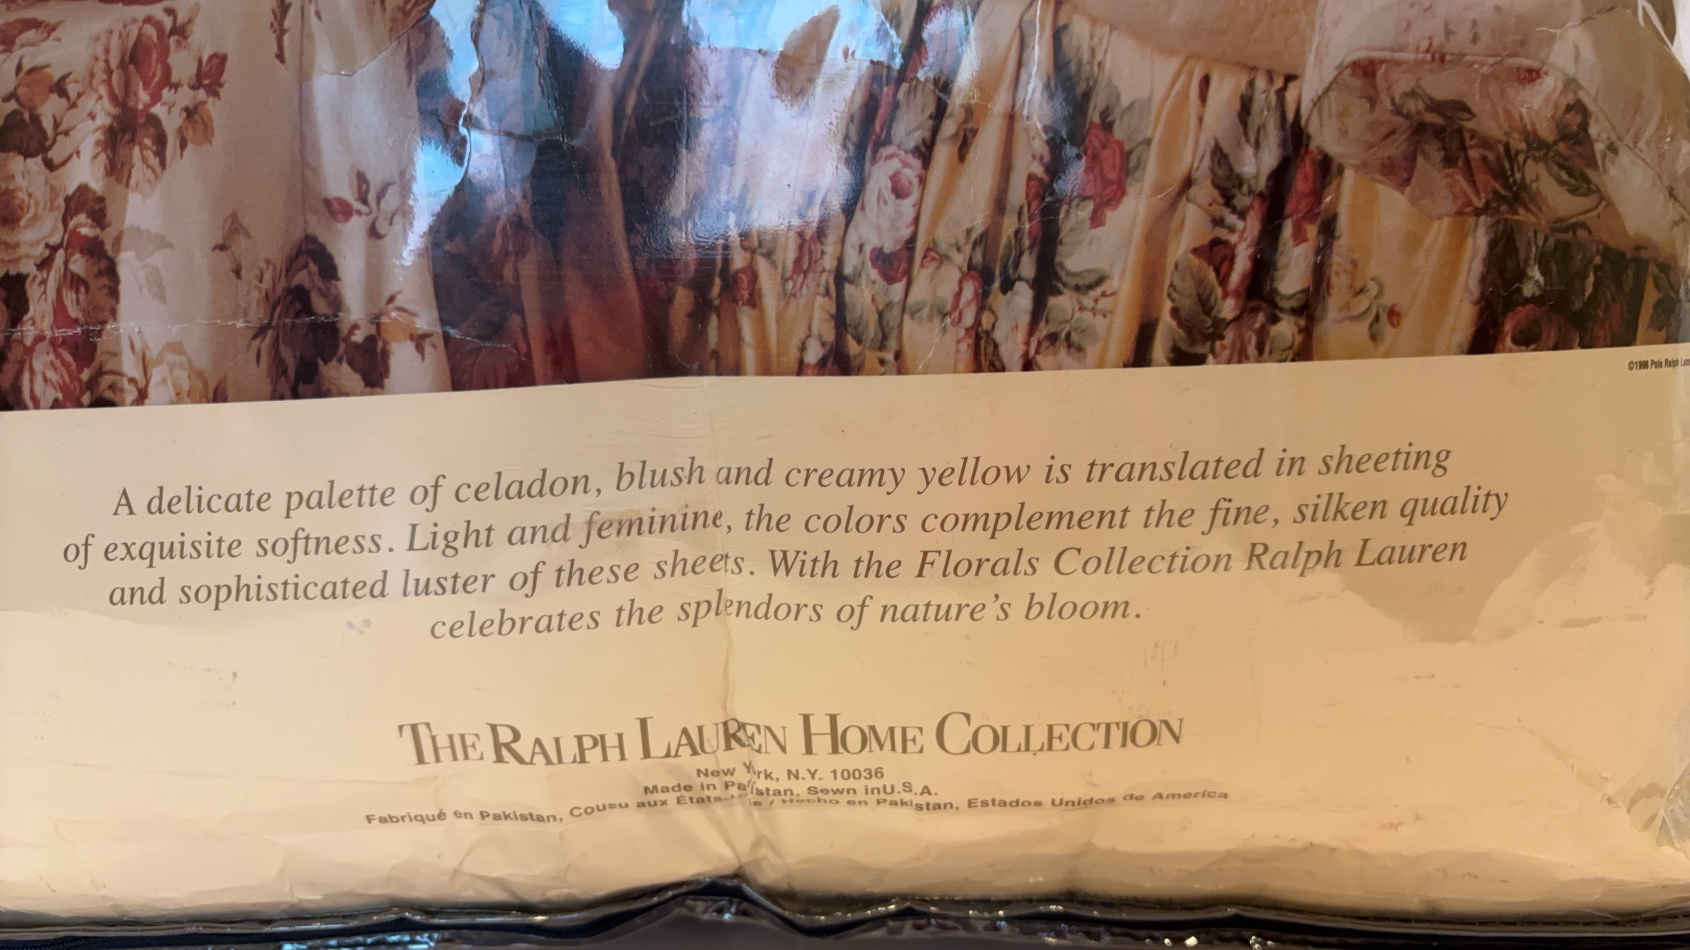 ©1996 Polo Ralph
A delicate palette of celadon, blush and creamy yellow is translated in sheeting
of exquisite softness. Light and feminine, the colors complement the fine, silken quality
and sophisticated luster of these sheets. With the Florals Collection Ralph Lauren
celebrates the splendors of nature's bloom.
THE RALPH LAUREN HOME COLLECTION
New York, N.Y. 10036
Made in Pakistan, Sewn in U.S.A.
Fabriqué en Pakistan, Cousu aux États-Unis / Hecho en Pakistan, Estados Unidos de America